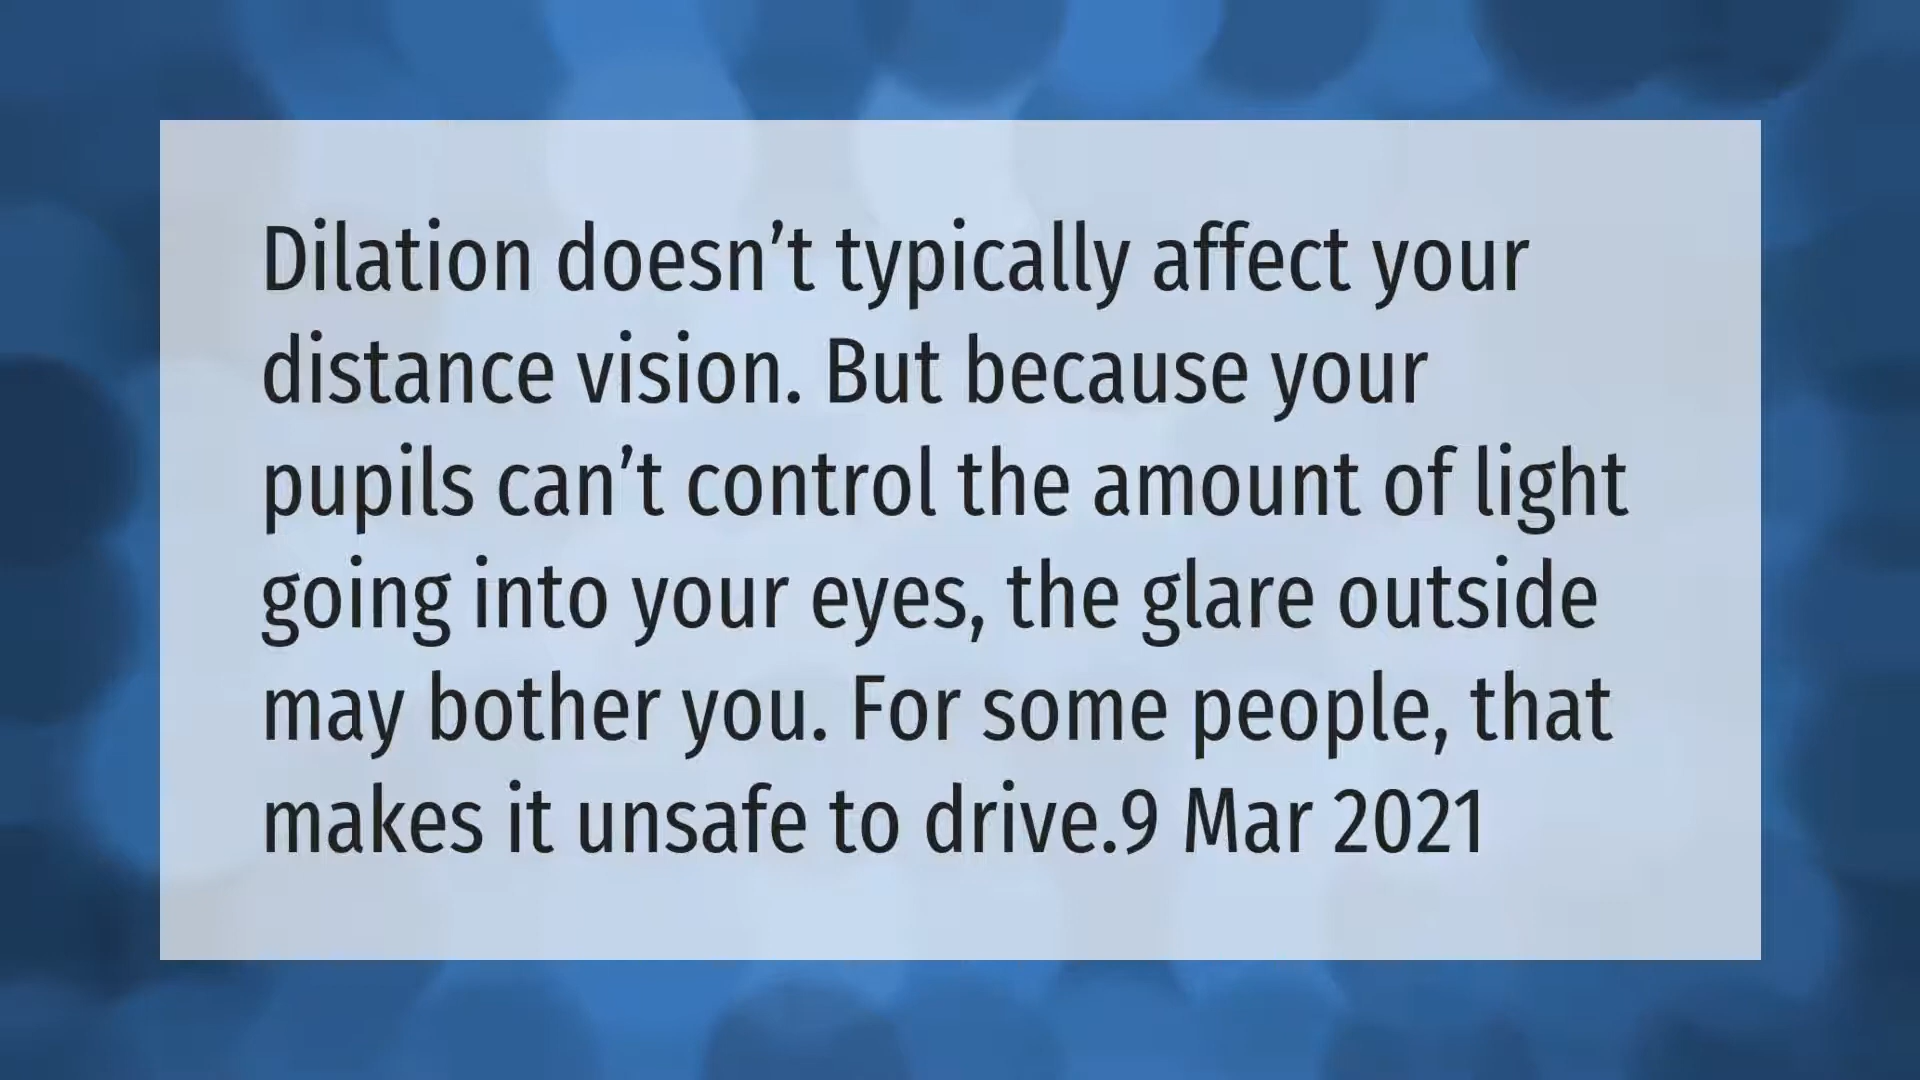 Dilation doesn’t typically affect your
distance vision. But because your
pupils can’t control the amount of light
going into your eyes, the glare outside
may bother you. For some people, that
makes it unsafe to drive.9 Mar 2021